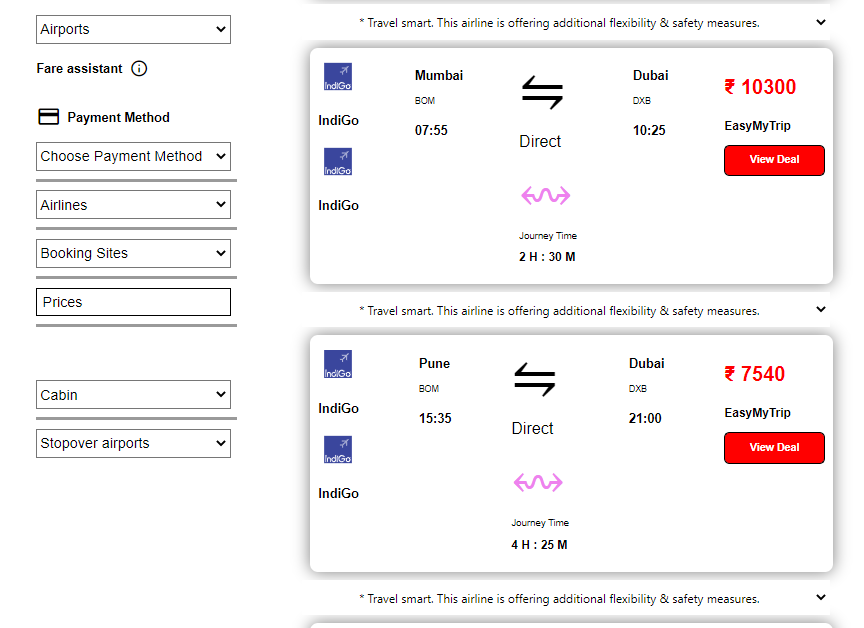 Airports
Fare assistant
Payment Method
Choose Payment Method
Airlines
Booking Sites
Prices
Cabin
Stopover airports
* Travel smart. This airline is offering additional flexibility & safety measures.
IndiGo
IndiGo
IndiGo
IndiGo
Mumbai
BOM
07:55
Direct
Journey Time
2 H : 30 M
Dubai
DXB
10:25
₹ 10300
EasyMyTrip
View Deal
* Travel smart. This airline is offering additional flexibility & safety measures.
IndiGo
IndiGo
IndiGo
IndiGo
Pune
BOM
15:35
Direct
Journey Time
4 H : 25 M
Dubai
DXB
21:00
₹ 7540
EasyMyTrip
View Deal
* Travel smart. This airline is offering additional flexibility & safety measures.